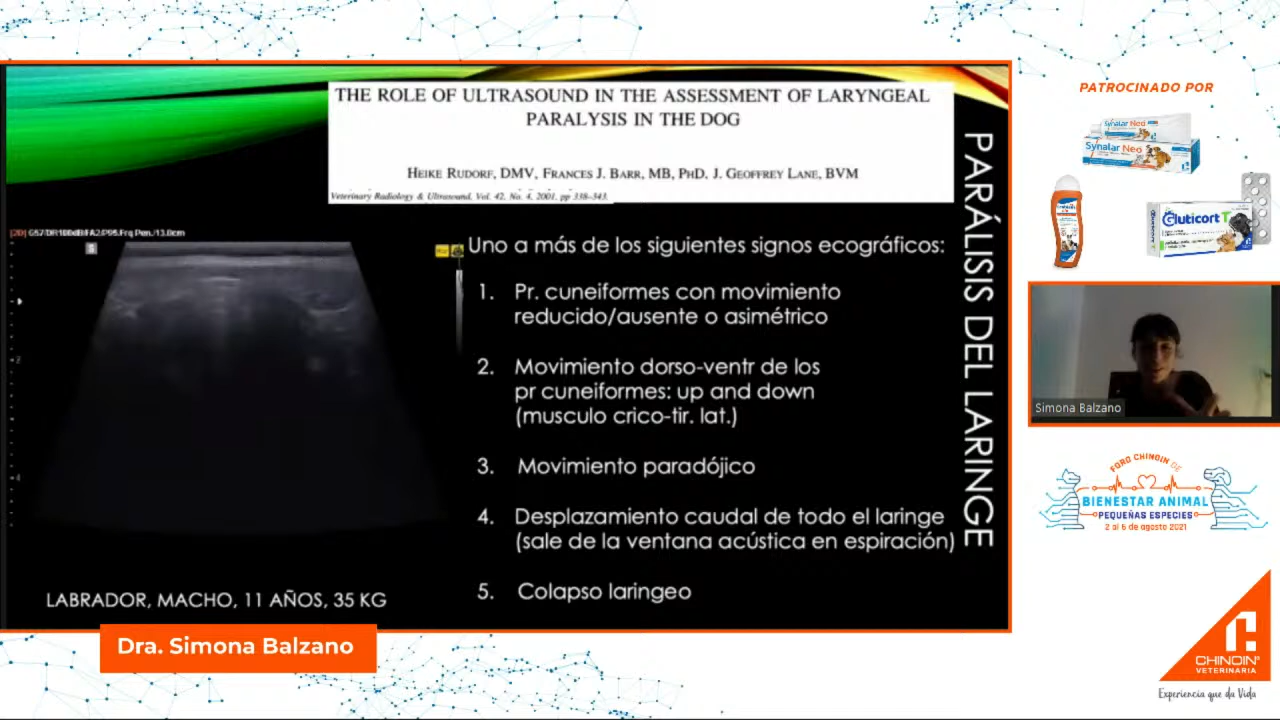 THE ROLE OF ULTRASOUND IN THE ASSESSMENT OF LARYNGEAL
PARALYSIS IN THE DOG
HEIKE RUDORF, DMV, FRANCES J. BARR, MB, PHD, J. GEOFFREY LANE, BVM
Veterinary Radiology & Ultrasound, Vol. 42, No. 4, 2001, pp 338–343.
PARÁLISIS DEL LARINGE
Uno a más de los siguientes signos ecográficos:
1. Pr. cuneiformes con movimiento
reducido/ausente o asimétrico
2. Movimiento dorso-ventr de los
pr cuneiformes: up and down
(musculo crico-tir. lat.)
3. Movimiento paradójico
4. Desplazamiento caudal de todo el laringe
(sale de la ventana acústica en espiración)
5. Colapso laringeo
LABRADOR, MACHO, 11 AÑOS, 35 KG
Dra. Simona Balzano
PATROCINADO POR
Synalar Neo
Synalar Neo
Gluticort T
Simona Balzano
FORO CHINOIN DE
BIENESTAR ANIMAL
PEQUEÑAS ESPECIES
2 al 6 de agosto 2021
CHINOIN
VETERINARIA
Experiencia que da Vida